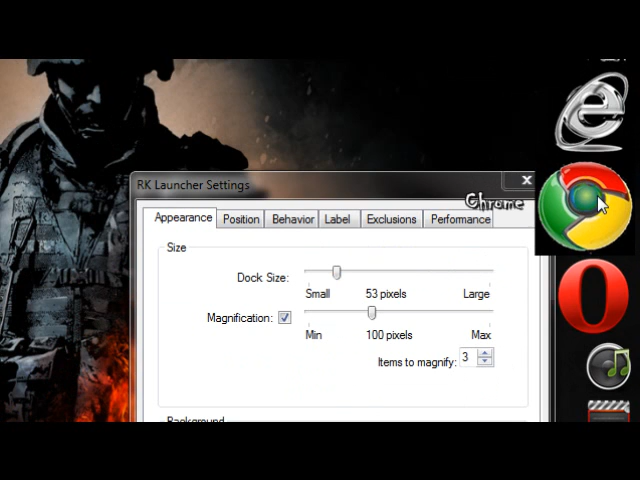 RK Launcher Settings
x
Chrome
Appearance Position Behavior Label Exclusions Performance
Size
Dock Size:
Small 53 pixels Large
Magnification:
Min 100 pixels Max
Items to magnify: 3
Background